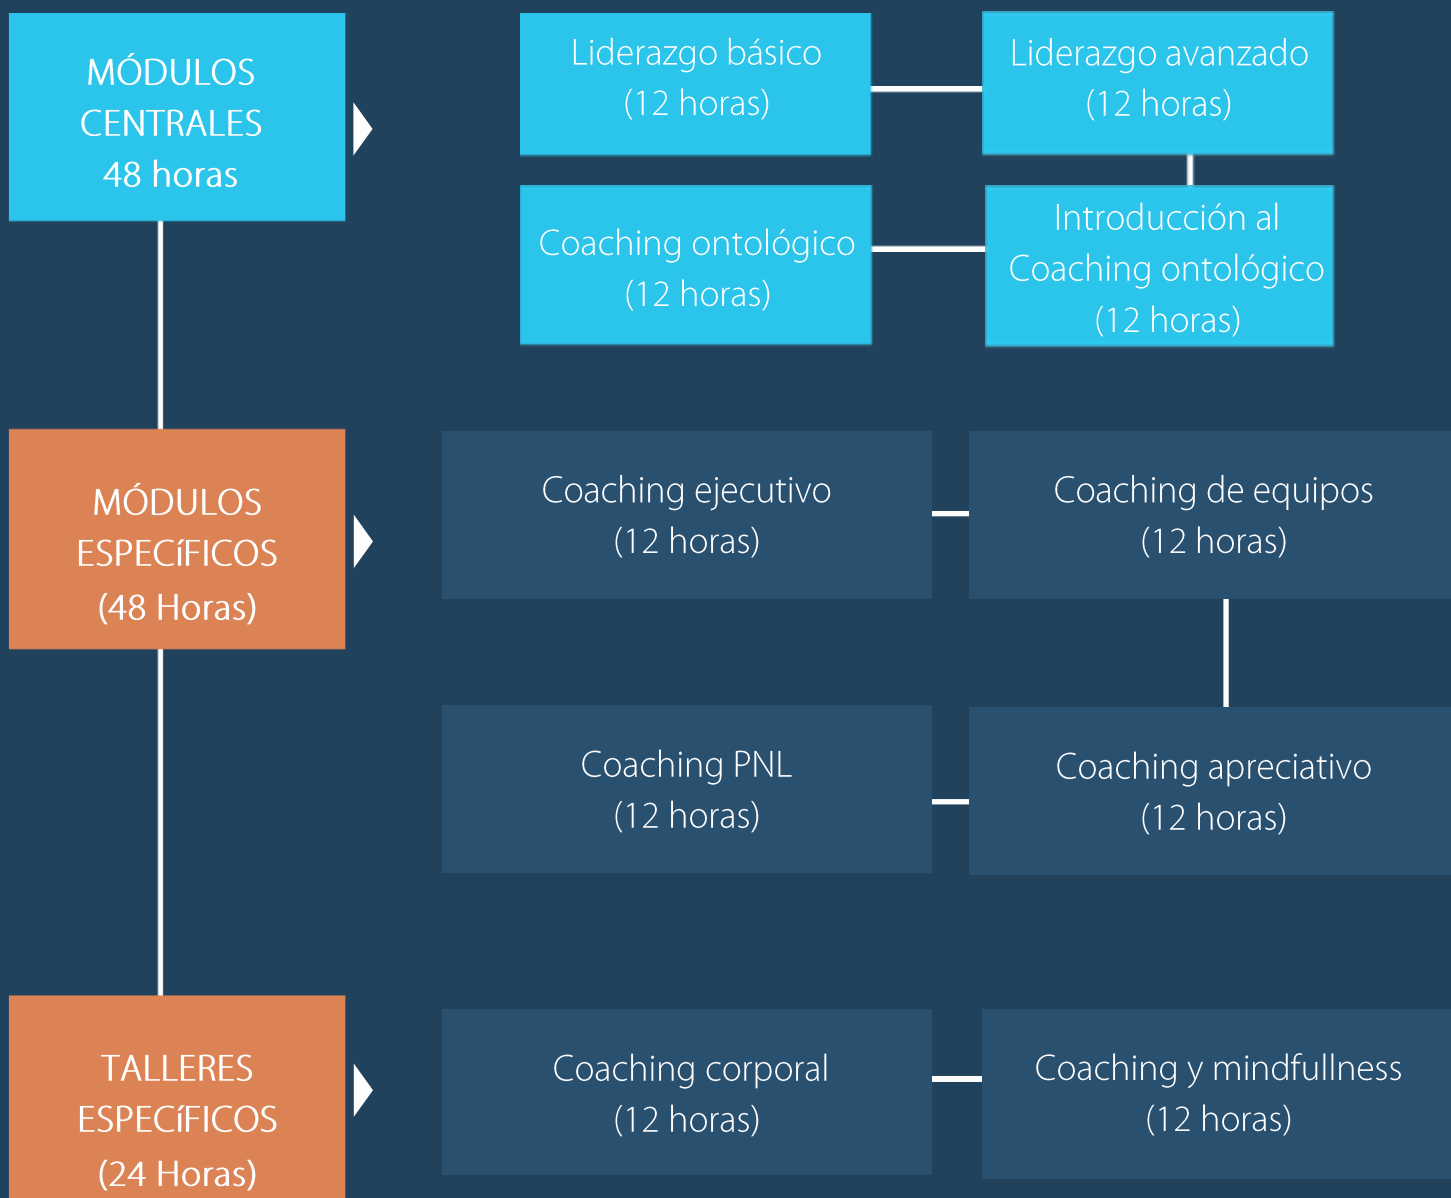 MÓDULOS
CENTRALES
48 horas
Liderazgo básico
(12 horas)
Liderazgo avanzado
(12 horas)
Coaching ontológico
(12 horas)
Introducción al
Coaching ontológico
(12 horas)
MÓDULOS
ESPECíFICOS
(48 Horas)
Coaching ejecutivo
(12 horas)
Coaching de equipos
(12 horas)
Coaching PNL
(12 horas)
Coaching apreciativo
(12 horas)
TALLERES
ESPECíFICOS
(24 Horas)
Coaching corporal
(12 horas)
Coaching y mindfullness
(12 horas)